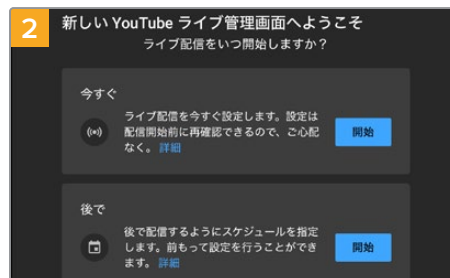 2
新しい YouTube ライブ管理画面へようこそ
ライブ配信をいつ開始しますか？
今すぐ
ライブ配信を今すぐ設定します。設定は
配信開始前に再確認できるので、ご心配
なく。 詳細
開始
後で
後で配信するようにスケジュールを指定
します。前もって設定を行うことができ
ます。 詳細
開始